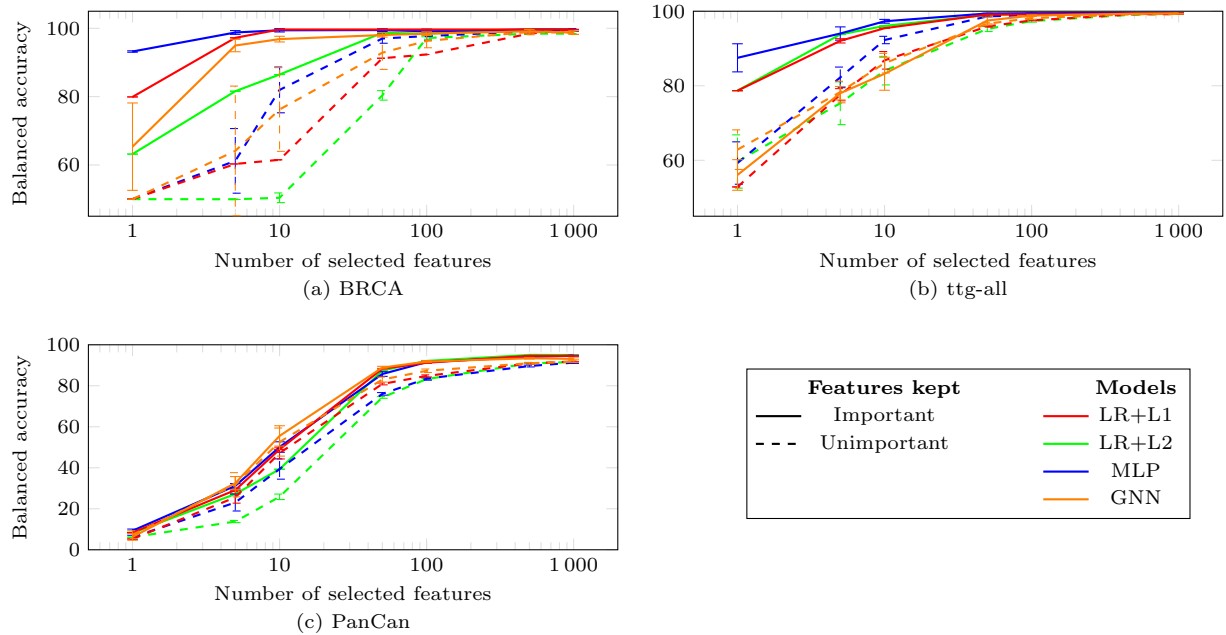 100
80
60
Balanced accuracy
1
10
100
1 000
Number of selected features
(a) BRCA
100
80
60
1
10
100
1 000
Number of selected features
(b) ttg-all
100
80
60
40
20
0
Balanced accuracy
1
10
100
1 000
Number of selected features
(c) PanCan
Features kept Models
Important LR+L1
Unimportant LR+L2
MLP
GNN